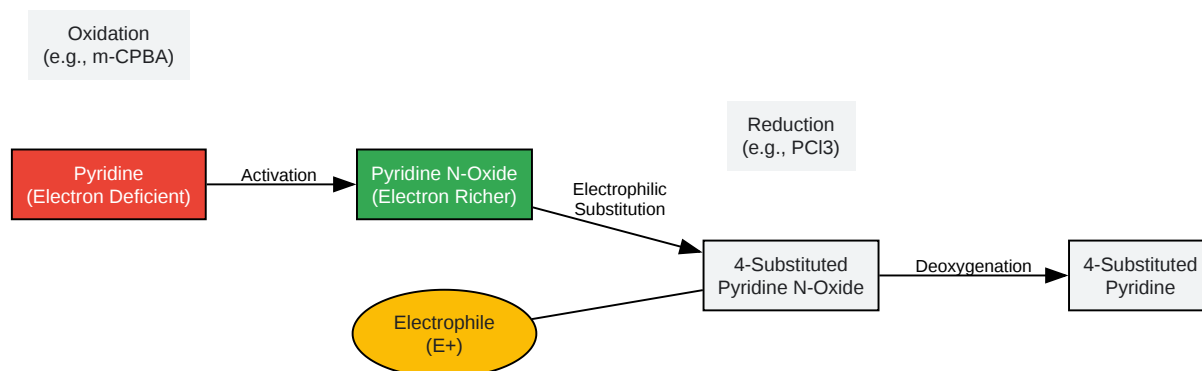 Oxidation
(e.g., m-CPBA)
Reduction
(e.g., PCl3)
Pyridine
(Electron Deficient)
Activation
Pyridine N-Oxide
(Electron Richer)
Electrophilic
Substitution
4-Substituted
Pyridine N-Oxide
Deoxygenation
4-Substituted
Pyridine
Electrophile
(E+)